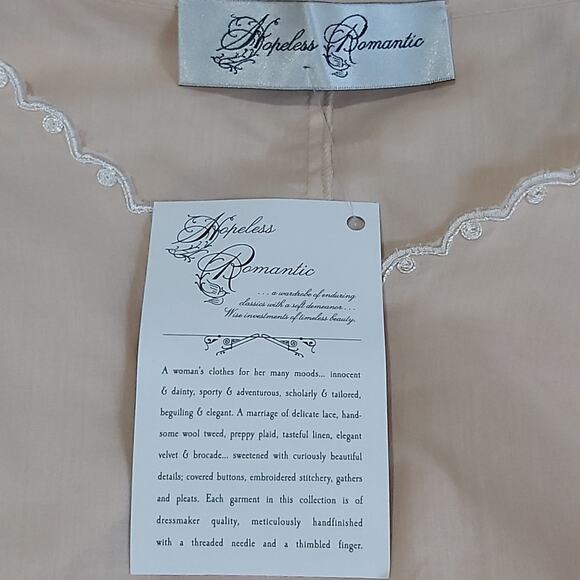 Hopeless Romantic
Hopeless
Romantic
. . . a wardrobe of enduring
classics with a soft demeanor . . .
Wise investments of timeless beauty.
A woman's clothes for her many moods... innocent
& dainty, sporty & adventurous, scholarly & tailored,
beguiling & elegant. A marriage of delicate lace, hand-
some wool tweed, preppy plaid, tasteful linen, elegant
velvet & brocade... sweetened with curiously beautiful
details; covered buttons, embroidered stitchery, gathers
and pleats. Each garment in this collection is of
dressmaker quality, meticulously handfinished
with a threaded needle and a thimbled finger.